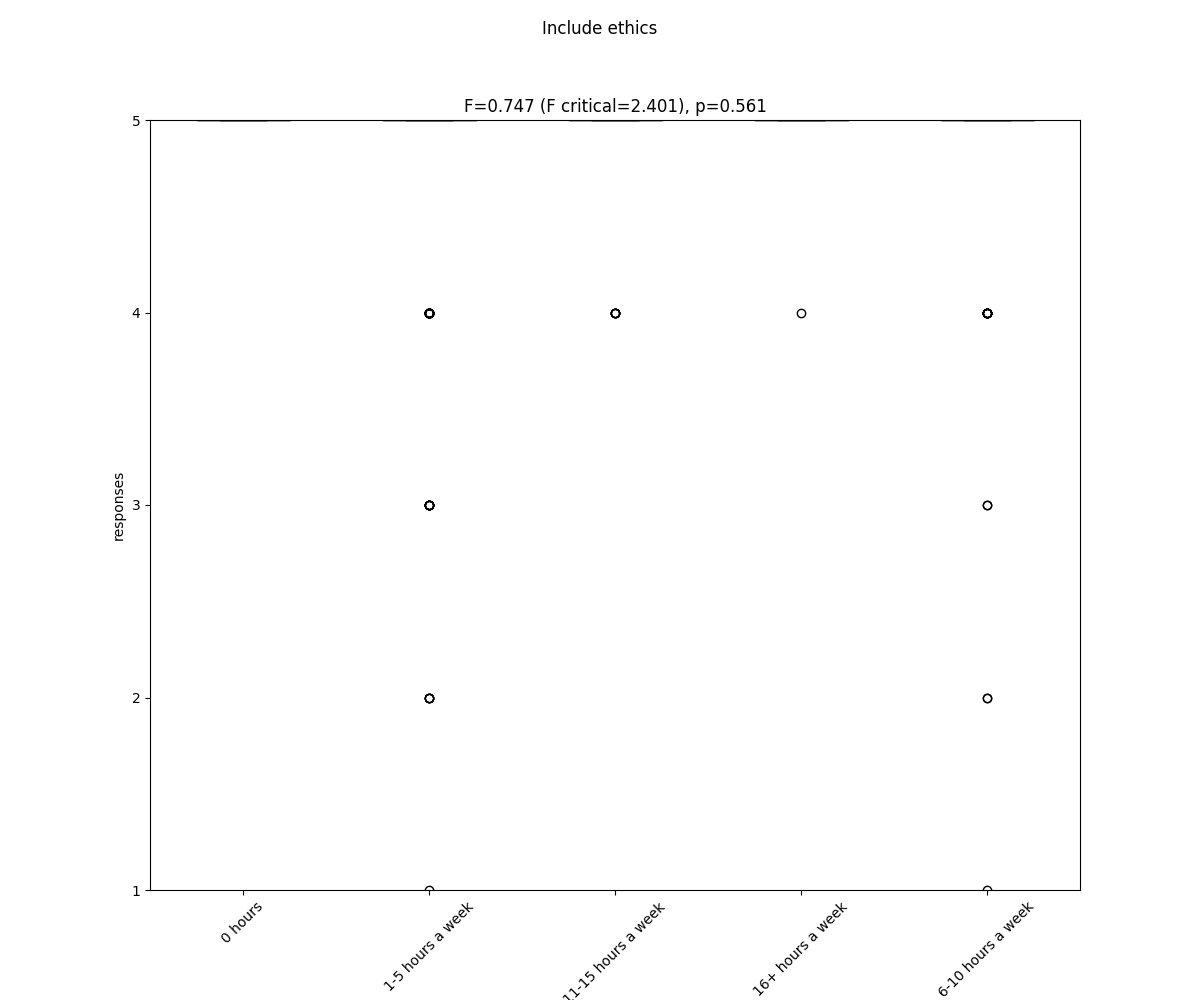 Include ethics
F=0.747 (F critical=2.401), p=0.561
5
4
3
2
1
responses
0 hours
1-5 hours a week
11-15 hours a week
16+ hours a week
6-10 hours a week